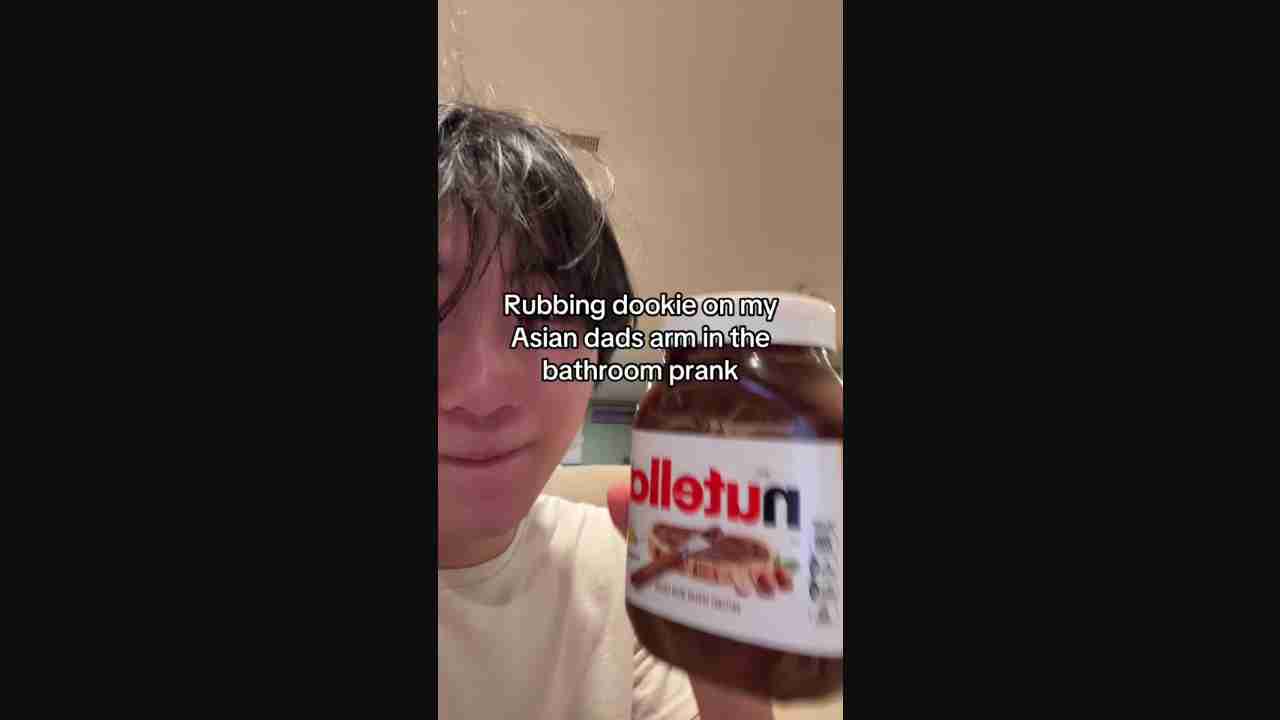 Rubbing dookie on my
Asian dads arm in the
bathroom prank
nutella